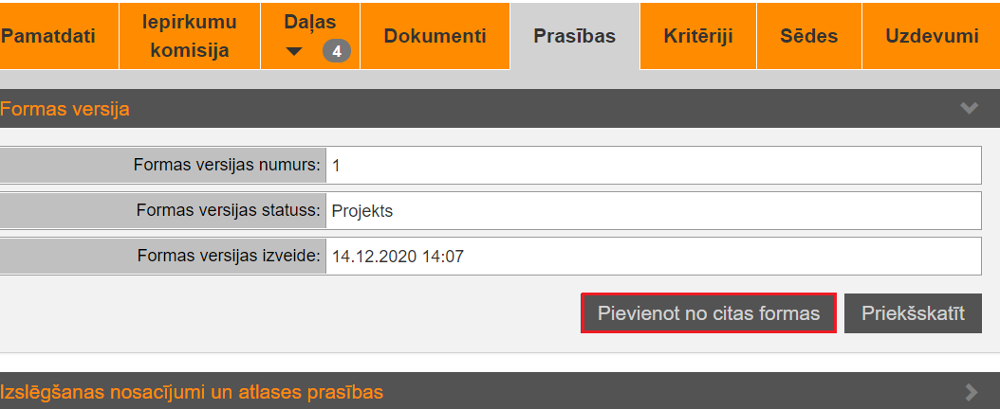 Pamatdati
Iepirkumu
komisija
Daļas
4
Dokumenti
Prasības
Kritēriji
Sēdes
Uzdevumi
Formas versija
Formas versijas numurs: 1
Formas versijas statuss: Projekts
Formas versijas izveide: 14.12.2020 14:07
Pievienot no citas formas Priekšskatīt
Izslēgšanas nosacījumi un atlases prasības